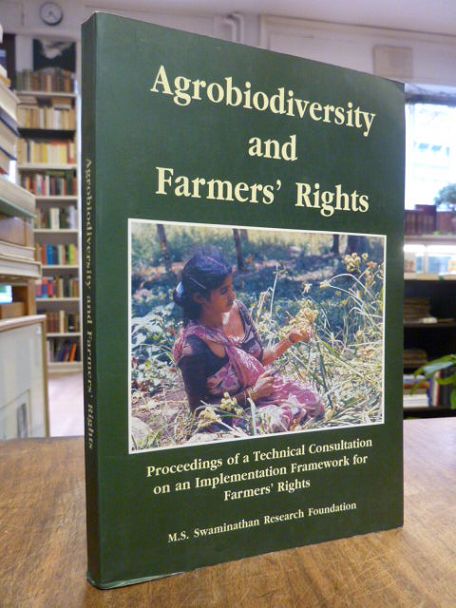 Agrobiodiversity
and
Farmers' Rights
Proceedings of a Technical Consultation
on an Implementation Framework for
Farmers' Rights
M.S. Swaminathan Research Foundation
Agrobiodiversity and Farmers' Rights